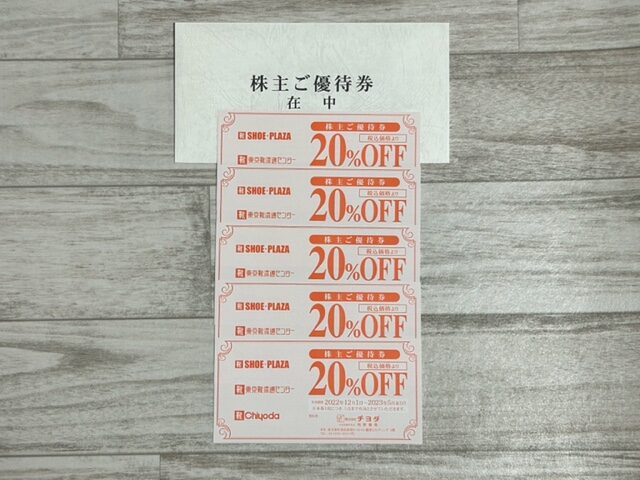 株主ご優待券
在中
株主ご優待券
SHOE・PLAZA
税込価格より
東京靴流通センター
20%OFF
株主ご優待券
SHOE・PLAZA
税込価格より
東京靴流通センター
20%OFF
株主ご優待券
SHOE・PLAZA
税込価格より
東京靴流通センター
20%OFF
株主ご優待券
SHOE・PLAZA
税込価格より
東京靴流通センター
20%OFF
株主ご優待券
SHOE・PLAZA
税込価格より
東京靴流通センター
20%OFF
2022年12月1日~2023年5月
Chiyoda
チヨダ